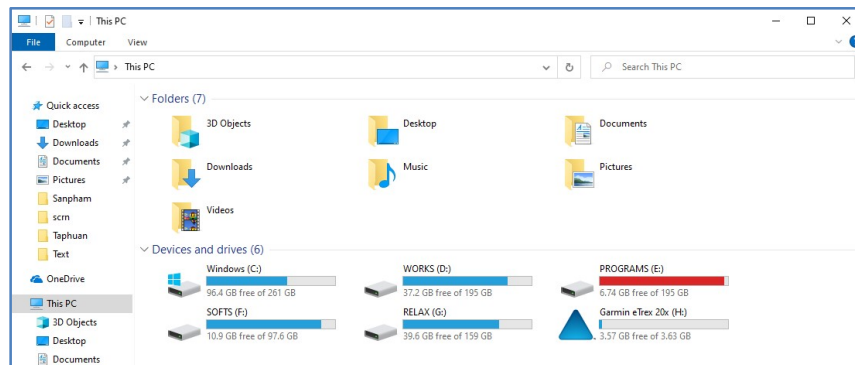 This PC
File Computer View
This PC
Search This PC
Quick access
Desktop
Downloads
Documents
Pictures
Sanpham
scrn
Taphuan
Text
OneDrive
This PC
3D Objects
Desktop
Documents
Folders (7)
3D Objects Desktop Documents
Downloads Music Pictures
Videos
Devices and drives (6)
Windows (C:) WORKS (D:) PROGRAMS (E:)
96.4 GB free of 261 GB 37.2 GB free of 195 GB 6.74 GB free of 195 GB
SOFTS (F:) RELAX (G:) Garmin eTrex 20x (H:)
10.9 GB free of 97.6 GB 39.6 GB free of 159 GB 3.57 GB free of 3.63 GB